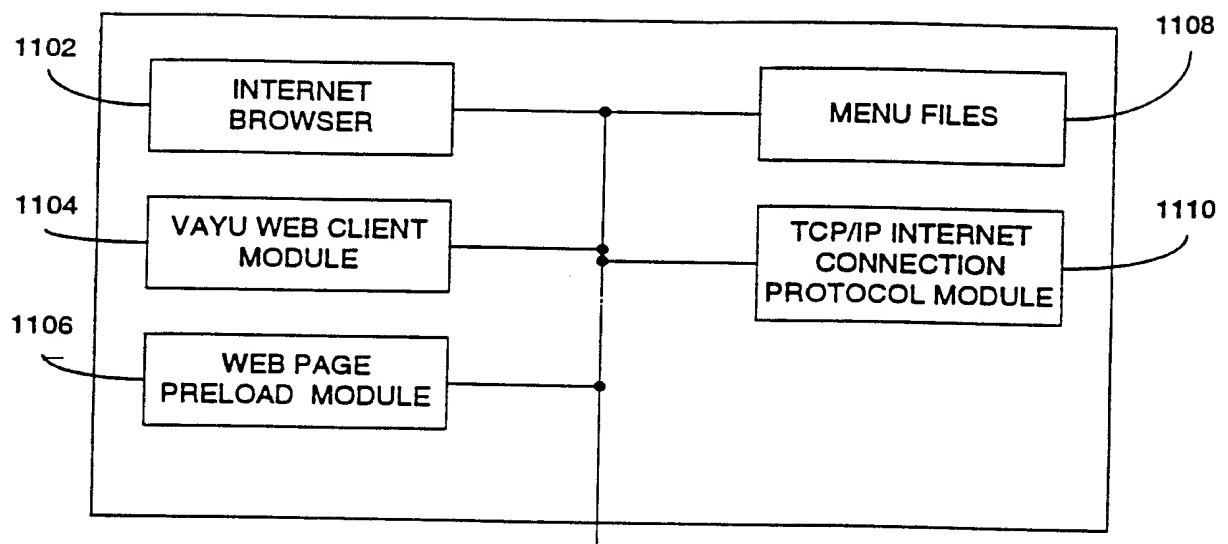 1102
INTERNET
BROWSER
1108
MENU FILES
1104
VAYU WEB CLIENT
MODULE
1110
TCP/IP INTERNET
CONNECTION
PROTOCOL MODULE
1106
WEB PAGE
PRELOAD MODULE